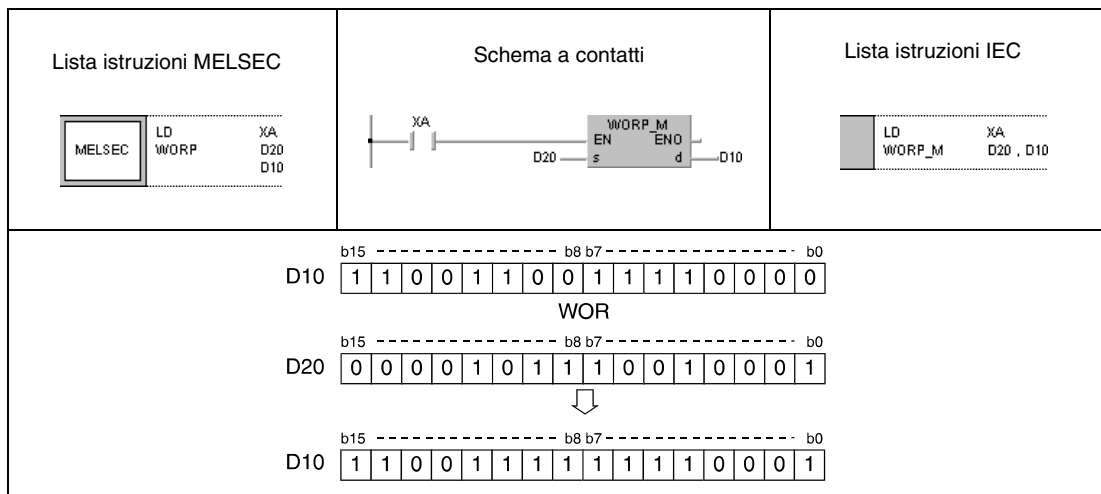 Lista istruzioni MELSEC
MELSEC
LD XA
WORP D20
D10
Schema a contatti
XA
WORP_M
EN ENO
D20 s d D10
Lista istruzioni IEC
LD XA
WORP_M D20 , D10
b15 b8 b7 b0
D10 1 1 0 0 1 1 0 0 1 1 1 1 0 0 0 0
WOR
b15 b8 b7 b0
D20 0 0 0 0 1 0 1 1 1 0 0 1 0 0 0 1
b15 b8 b7 b0
D10 1 1 0 0 1 1 1 1 1 1 1 1 0 0 0 1